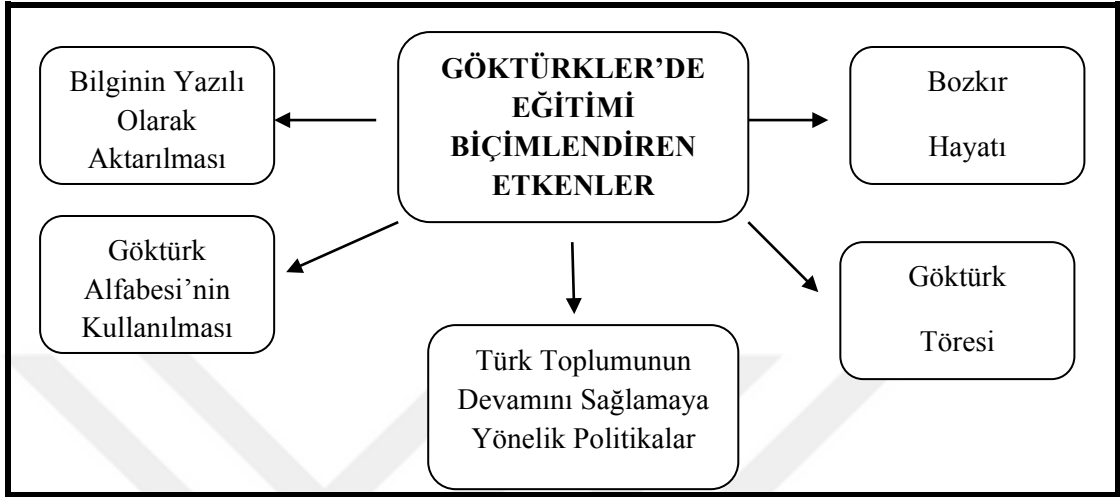 GÖKTÜRKLER’DE
EĞİTİMİ
BİÇİMLENDİREN
ETKENLER
Bilginin Yazılı
Olarak
Aktarılması
Bozkır
Hayatı
Göktürk
Alfabesi’nin
Kullanılması
Göktürk
Töresi
Türk Toplumunun
Devamını Sağlamaya
Yönelik Politikalar